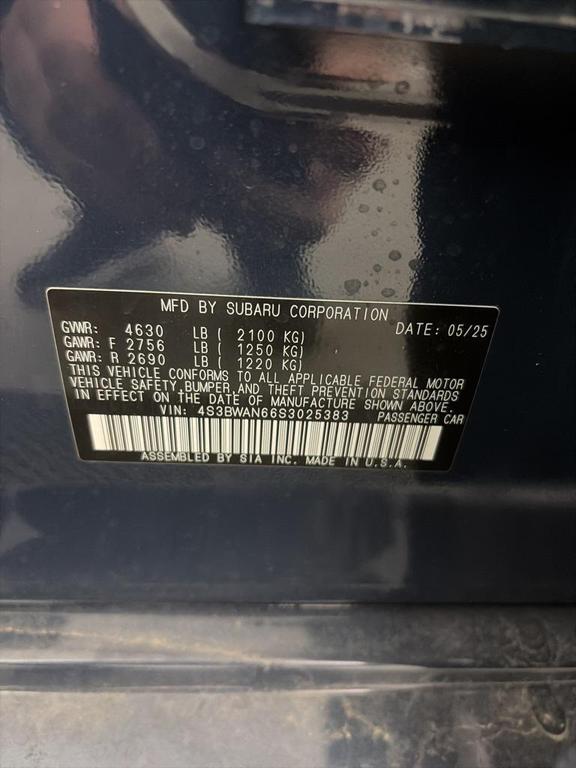 MFD BY SUBARU CORPORATION DATE: 05/25
GVWR: 4630 LB ( 2100 KG)
GAWR: F 2756 LB ( 1250 KG)
GAWR: R 2690 LB ( 1220 KG)
THIS VEHICLE CONFORMS TO ALL APPLICABLE FEDERAL MOTOR
VEHICLE SAFETY, BUMPER, AND THEFT PREVENTION STANDARDS
IN EFFECT ON THE DATE OF MANUFACTURE SHOWN ABOVE.
VIN: 4S3BWAN66S3025383 PASSENGER CAR
ASSEMBLED BY SIA INC. MADE IN U.S.A.